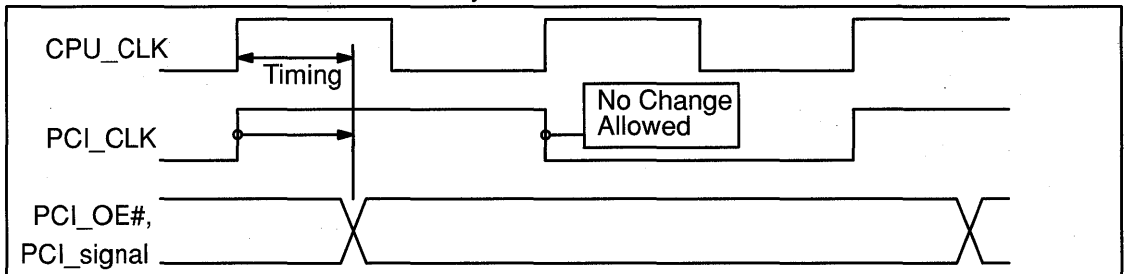 CPU_CLK
Timing
No Change
Allowed
PCI_CLK
PCI_OE#,
PCI_signal